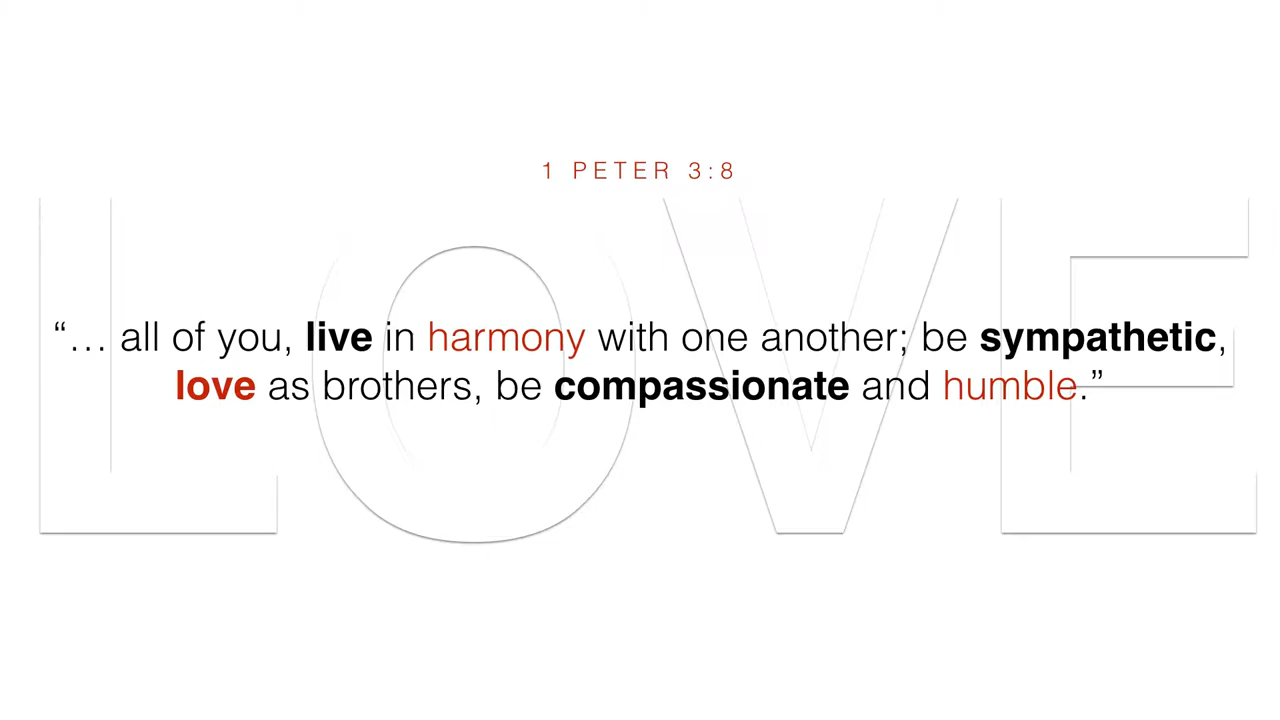 1 PETER 3:8
LOVE
“… all of you, live in harmony with one another; be sympathetic,
love as brothers, be compassionate and humble.”